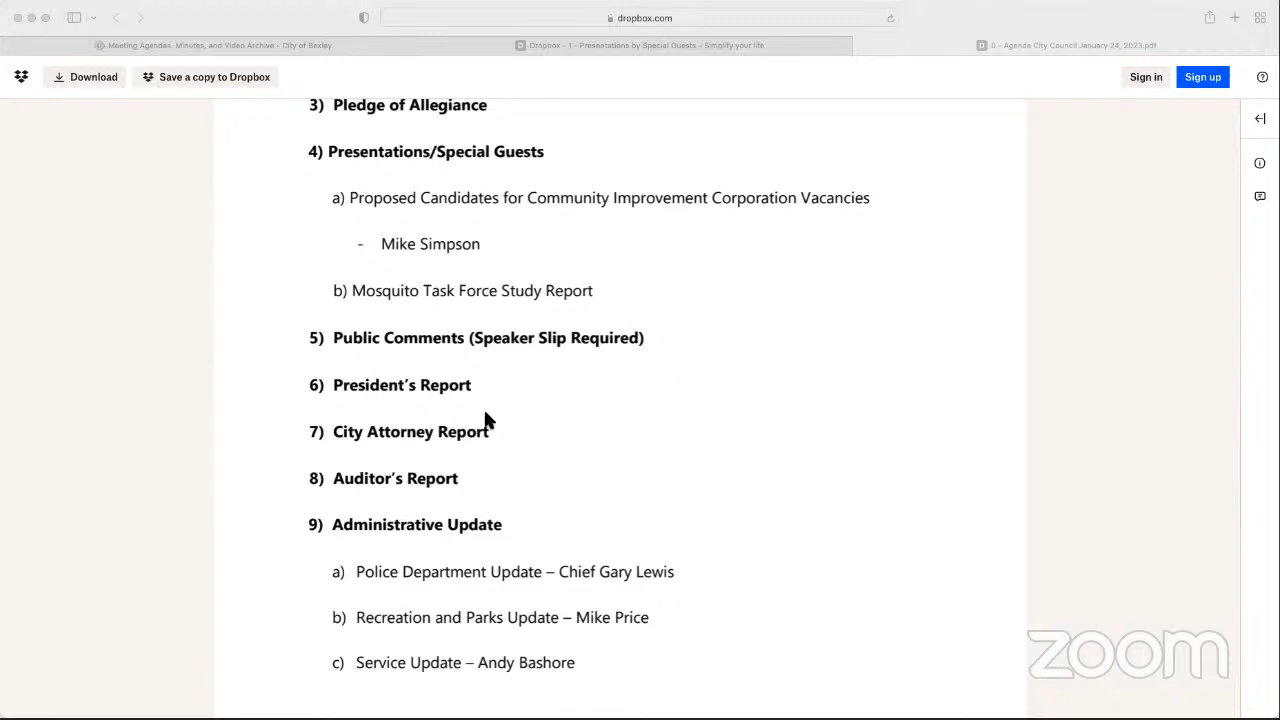 dropbox.com
Meeting Agendas, Minutes, and Video Archive - City of Bexley
Dropbox - 1 - Presentations by Special Guests - Simplify your life
0 - Agenda City Council January 24, 2023.pdf
Download
Save a copy to Dropbox
Sign in
Sign up
3) Pledge of Allegiance
4) Presentations/Special Guests
a) Proposed Candidates for Community Improvement Corporation Vacancies
- Mike Simpson
b) Mosquito Task Force Study Report
5) Public Comments (Speaker Slip Required)
6) President’s Report
7) City Attorney Report
8) Auditor’s Report
9) Administrative Update
a) Police Department Update – Chief Gary Lewis
b) Recreation and Parks Update – Mike Price
c) Service Update – Andy Bashore
zoom